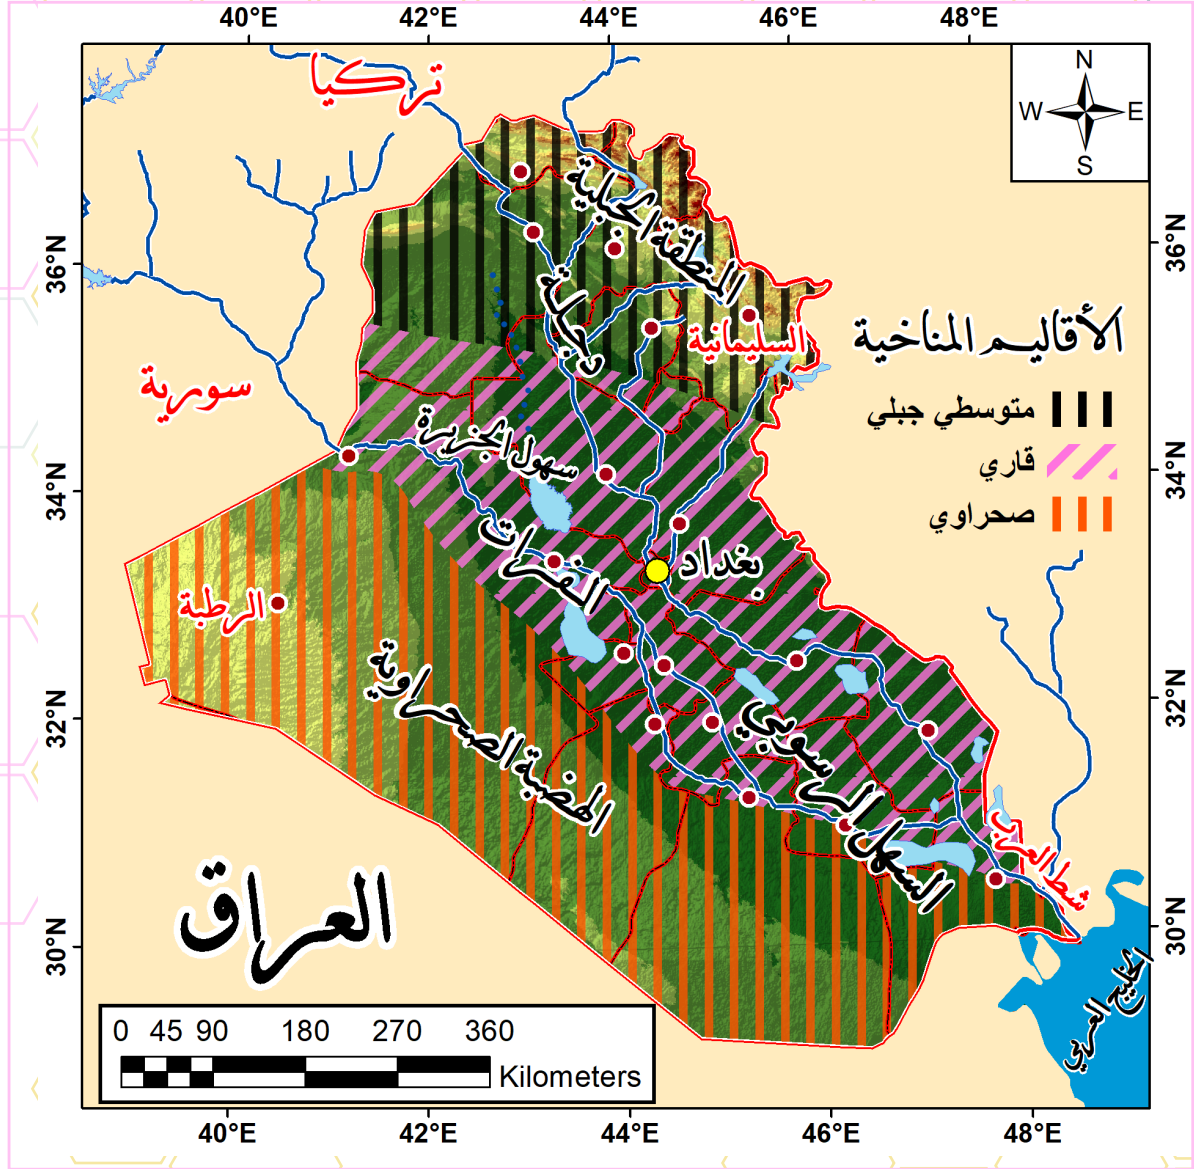 40°E 42°E 44°E 46°E 48°E
N
W E
S
تركيا
المنطقة الجبلية
36°N
36°N
دجلة
الأقاليم المناخية
السليمانية
سورية
متوسطي جبلي
سهول الجزيرة
قاري
34°N
34°N
صحراوي
الفرات
بغداد
الرطبة
الهضبة الصحراوية
32°N
32°N
السهل الرسوبي
شط العرب
العراق
30°N
30°N
الخليج العربي
0 45 90 180 270 360
Kilometers
40°E 42°E 44°E 46°E 48°E